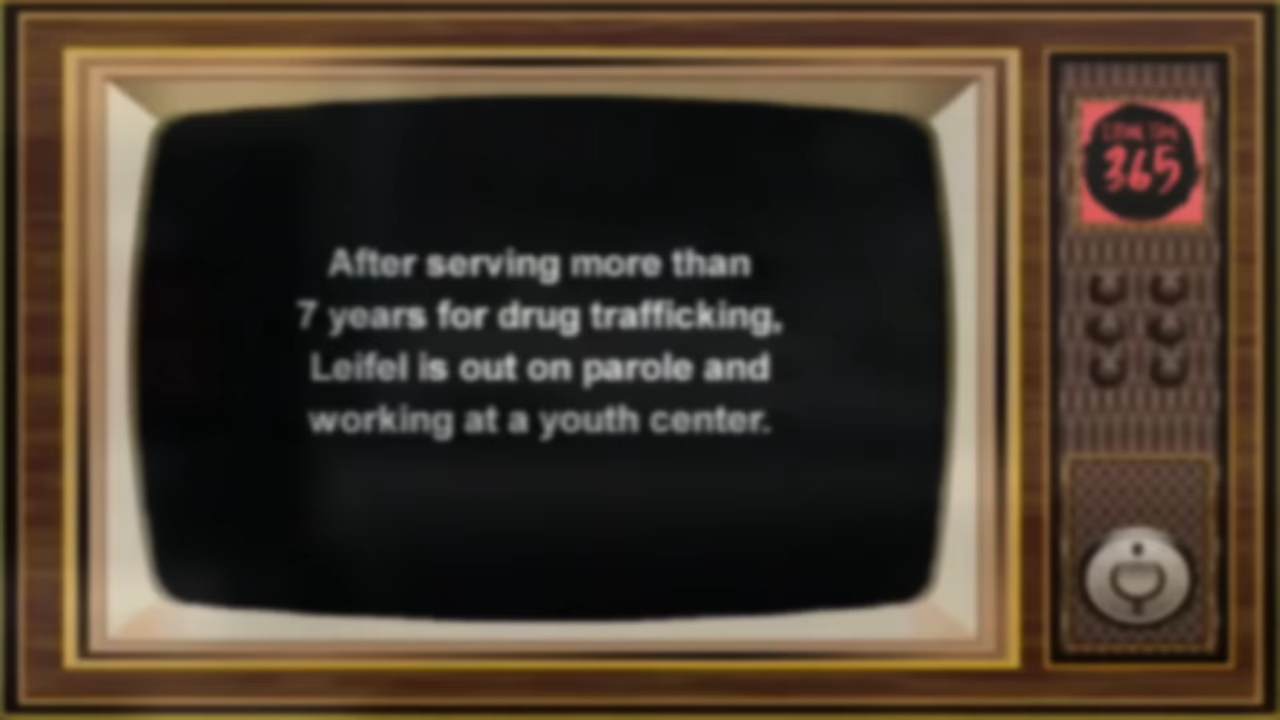 After serving more than
7 years for drug trafficking,
Leifel is out on parole and
working at a youth center.
365